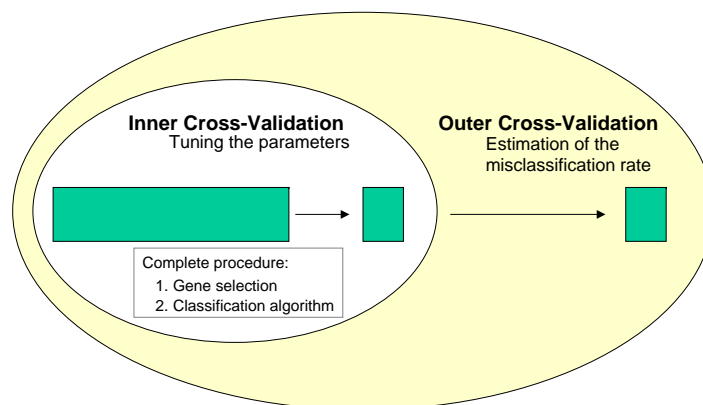 Inner Cross-Validation
Tuning the parameters
Outer Cross-Validation
Estimation of the
misclassification rate
Complete procedure:
1. Gene selection
2. Classification algorithm